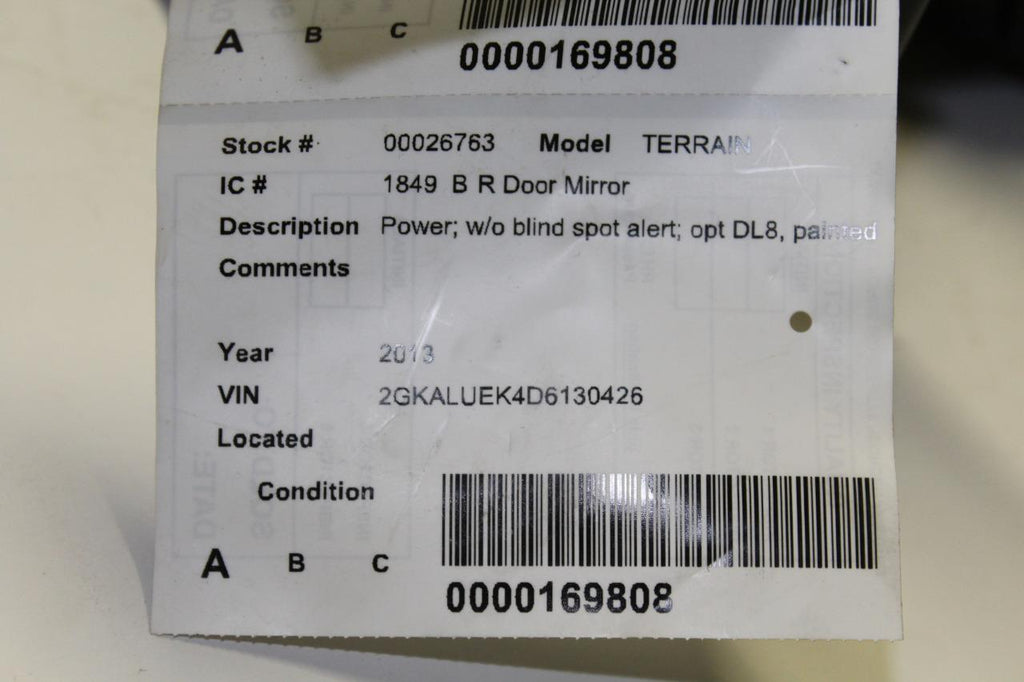 A B C
0000169808
Stock # 00026763 Model TERRAIN
IC # 1849 B R Door Mirror
Description Power; w/o blind spot alert; opt DL8, painted
Comments
Year 2013
VIN 2GKALUEK4D6130426
Located
Condition
A B C
0000169808